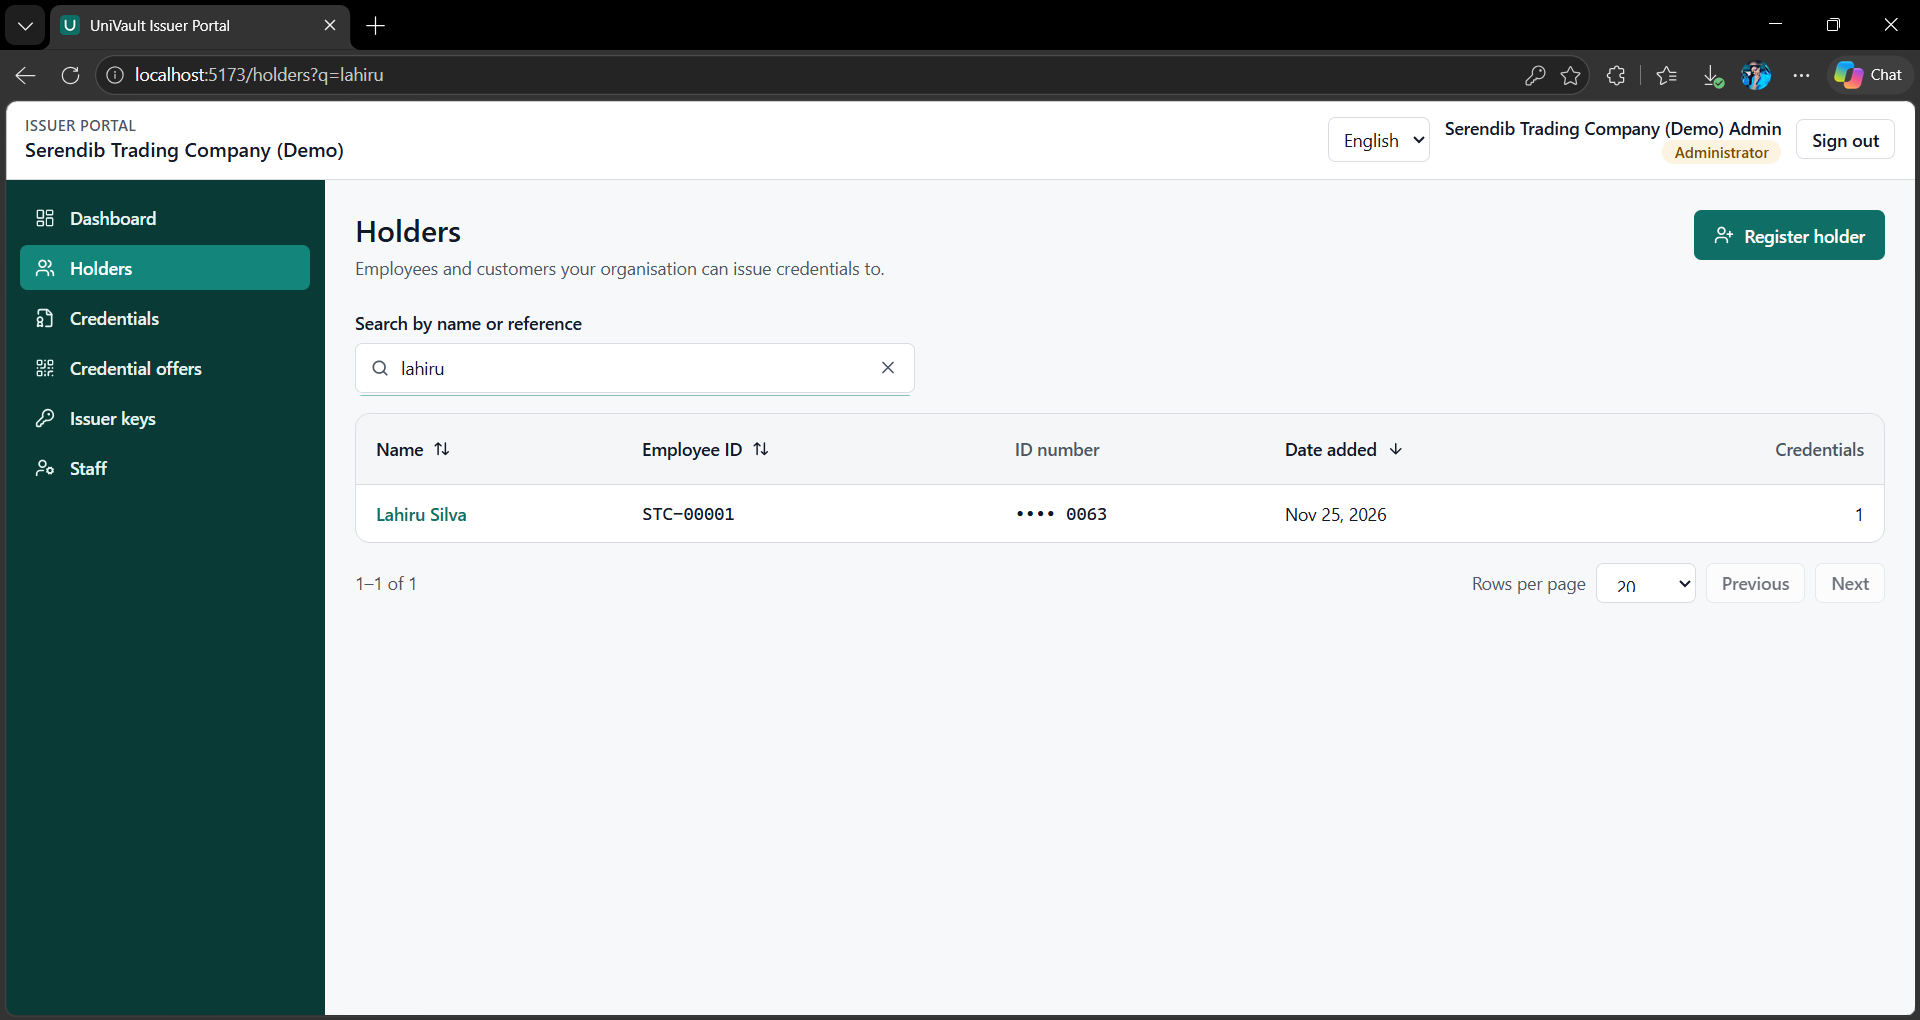 UniVault Issuer Portal
localhost:5173/holders?q=lahiru
Chat
ISSUER PORTAL
Serendib Trading Company (Demo)
English
Serendib Trading Company (Demo) Admin
Administrator
Sign out
Dashboard
Holders
Credentials
Credential offers
Issuer keys
Staff
Holders
Employees and customers your organisation can issue credentials to.
Register holder
Search by name or reference
lahiru
Name Employee ID ID number Date added Credentials
Lahiru Silva STC-00001 •••• 0063 Nov 25, 2026 1
1–1 of 1
Rows per page 20 Previous Next